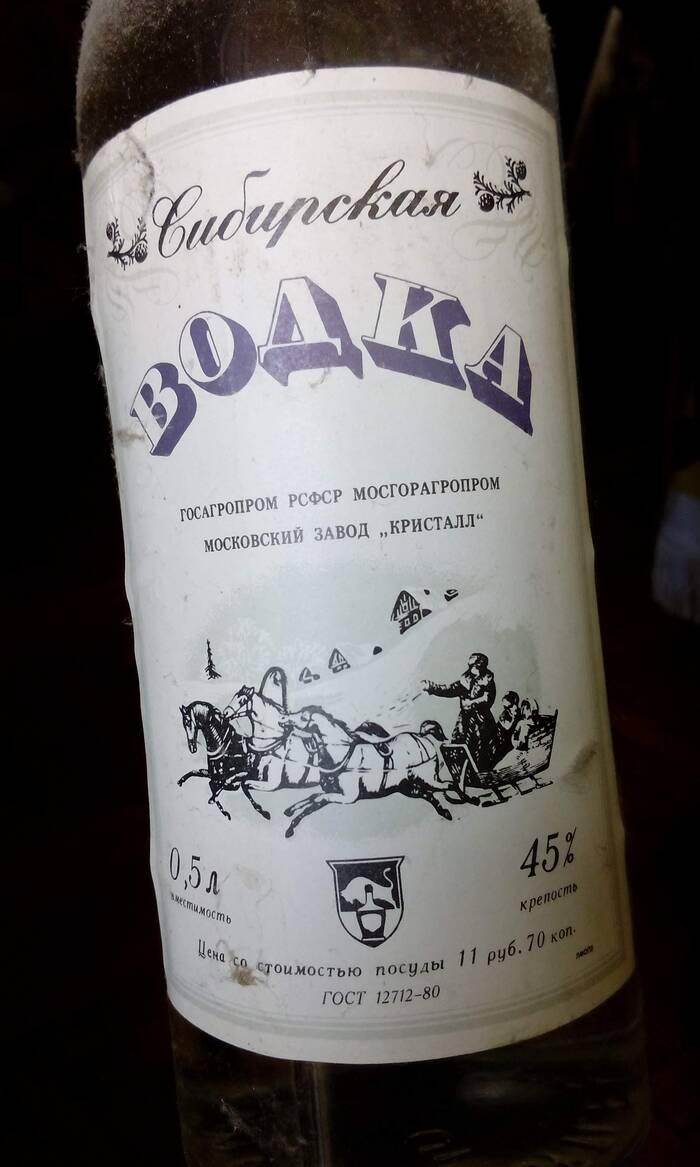 Сибирская
ВОДКА
ГОСАГРОПРОМ РСФСР МОСГОРАГРОПРОМ
МОСКОВСКИЙ ЗАВОД „КРИСТАЛЛ“
0,5л 45%
вместимость крепость
Цена со стоимостью посуды 11 руб. 70 коп.
ГОСТ 12712-80